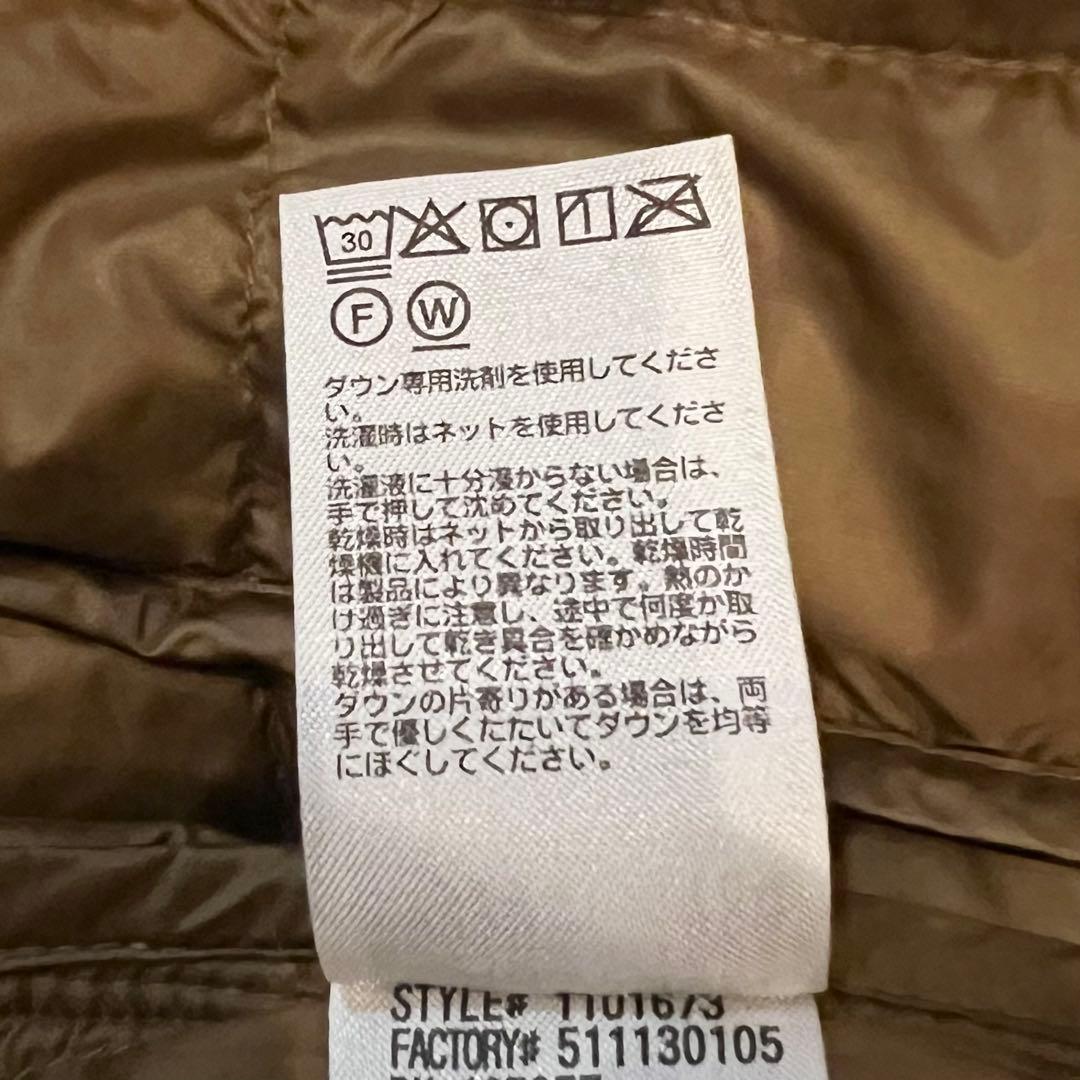 30
F W
ダウン専用洗剤を使用してくださ
い。
洗濯時はネットを使用してくださ
い。
洗濯液に十分浸からない場合は、
手で押して沈めてください。
乾燥時はネットから取り出して乾
燥機に入れてください。乾燥時間
は製品により異なります。熱のか
け過ぎに注意し、途中で何度か取
り出して乾き具合を確かめながら
乾燥させてください。
ダウンの片寄りがある場合は、両
手で優しくたたいてダウンを均等
にほぐしてください。
STYLE# 1101673
FACTORY# 511130105